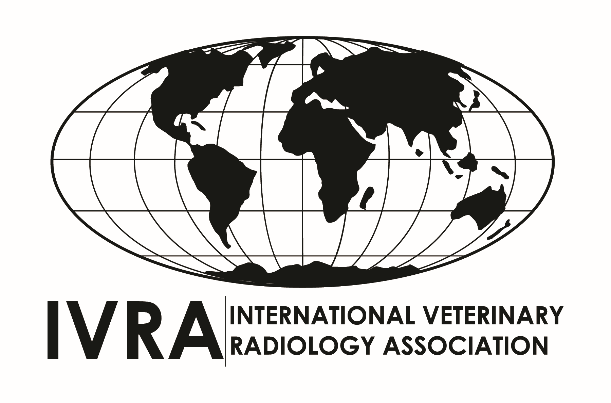 IVRA
INTERNATIONAL VETERINARY
RADIOLOGY ASSOCIATION